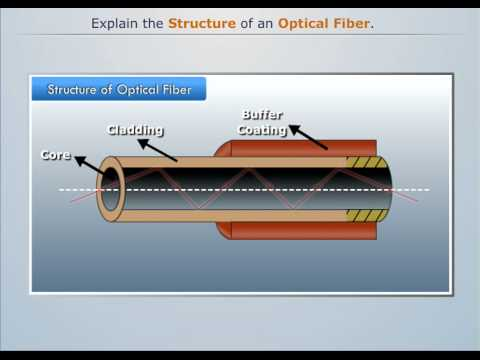 Explain the Structure of an Optical Fiber.
Structure of Optical Fiber
Buffer
Coating
Cladding
Core